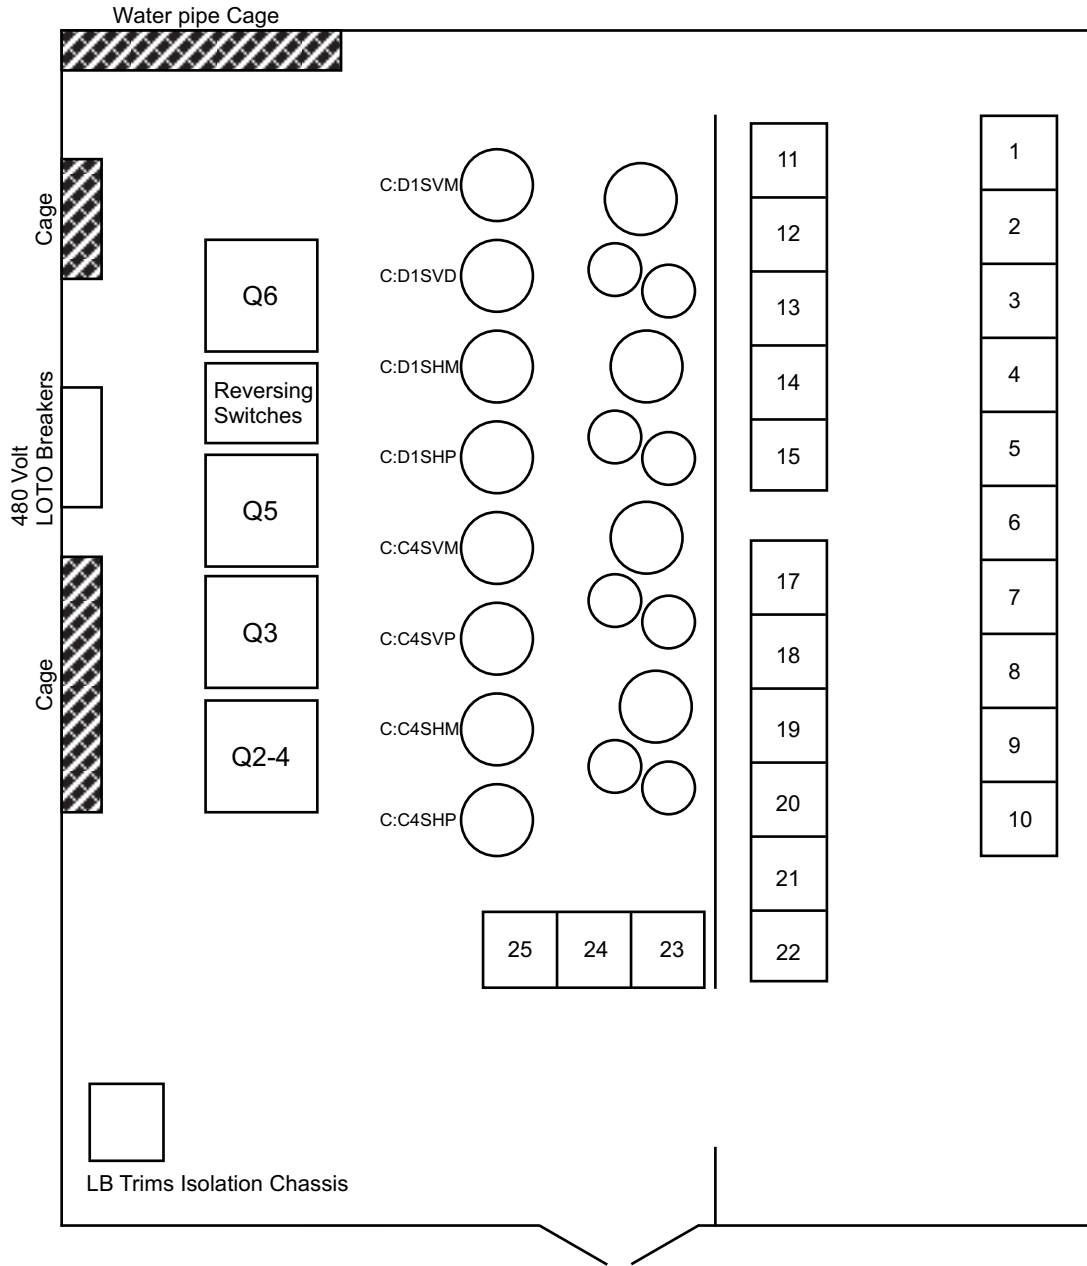 Water pipe Cage
Cage
480 Volt
LOTO Breakers
Cage
Q6
Reversing
Switches
Q5
Q3
Q2-4
C:D1SVM
C:D1SVD
C:D1SHM
C:D1SHP
C:C4SVM
C:C4SVP
C:C4SHM
C:C4SHP
11
12
13
14
15
17
18
19
20
21
22
1
2
3
4
5
6
7
8
9
10
25
24
23
LB Trims Isolation Chassis